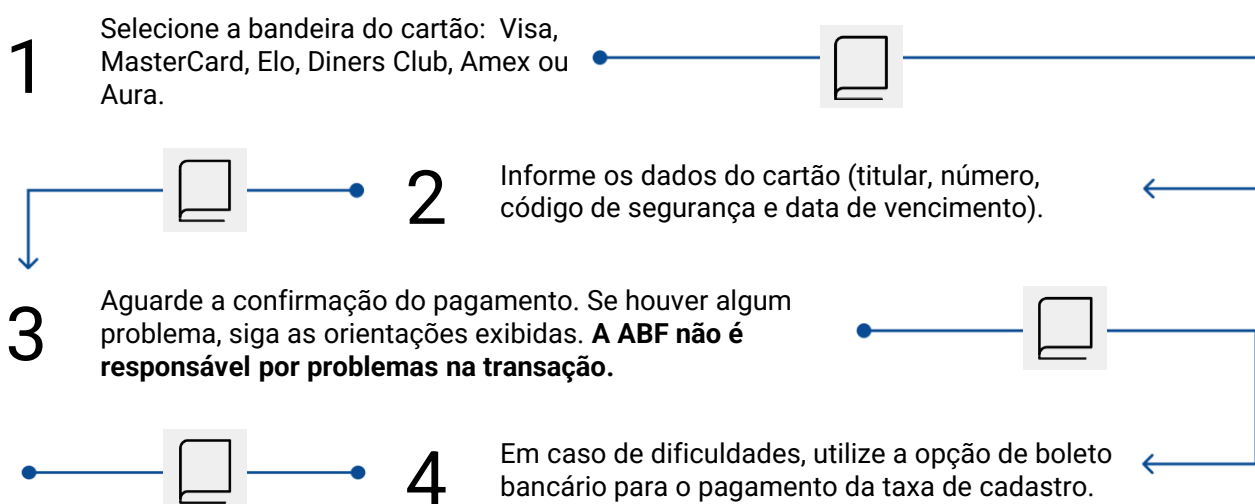 1
Selecione a bandeira do cartão: Visa,
MasterCard, Elo, Diners Club, Amex ou
Aura.
2
Informe os dados do cartão (titular, número,
código de segurança e data de vencimento).
3
Aguarde a confirmação do pagamento. Se houver algum
problema, siga as orientações exibidas. A ABF não é
responsável por problemas na transação.
4
Em caso de dificuldades, utilize a opção de boleto
bancário para o pagamento da taxa de cadastro.